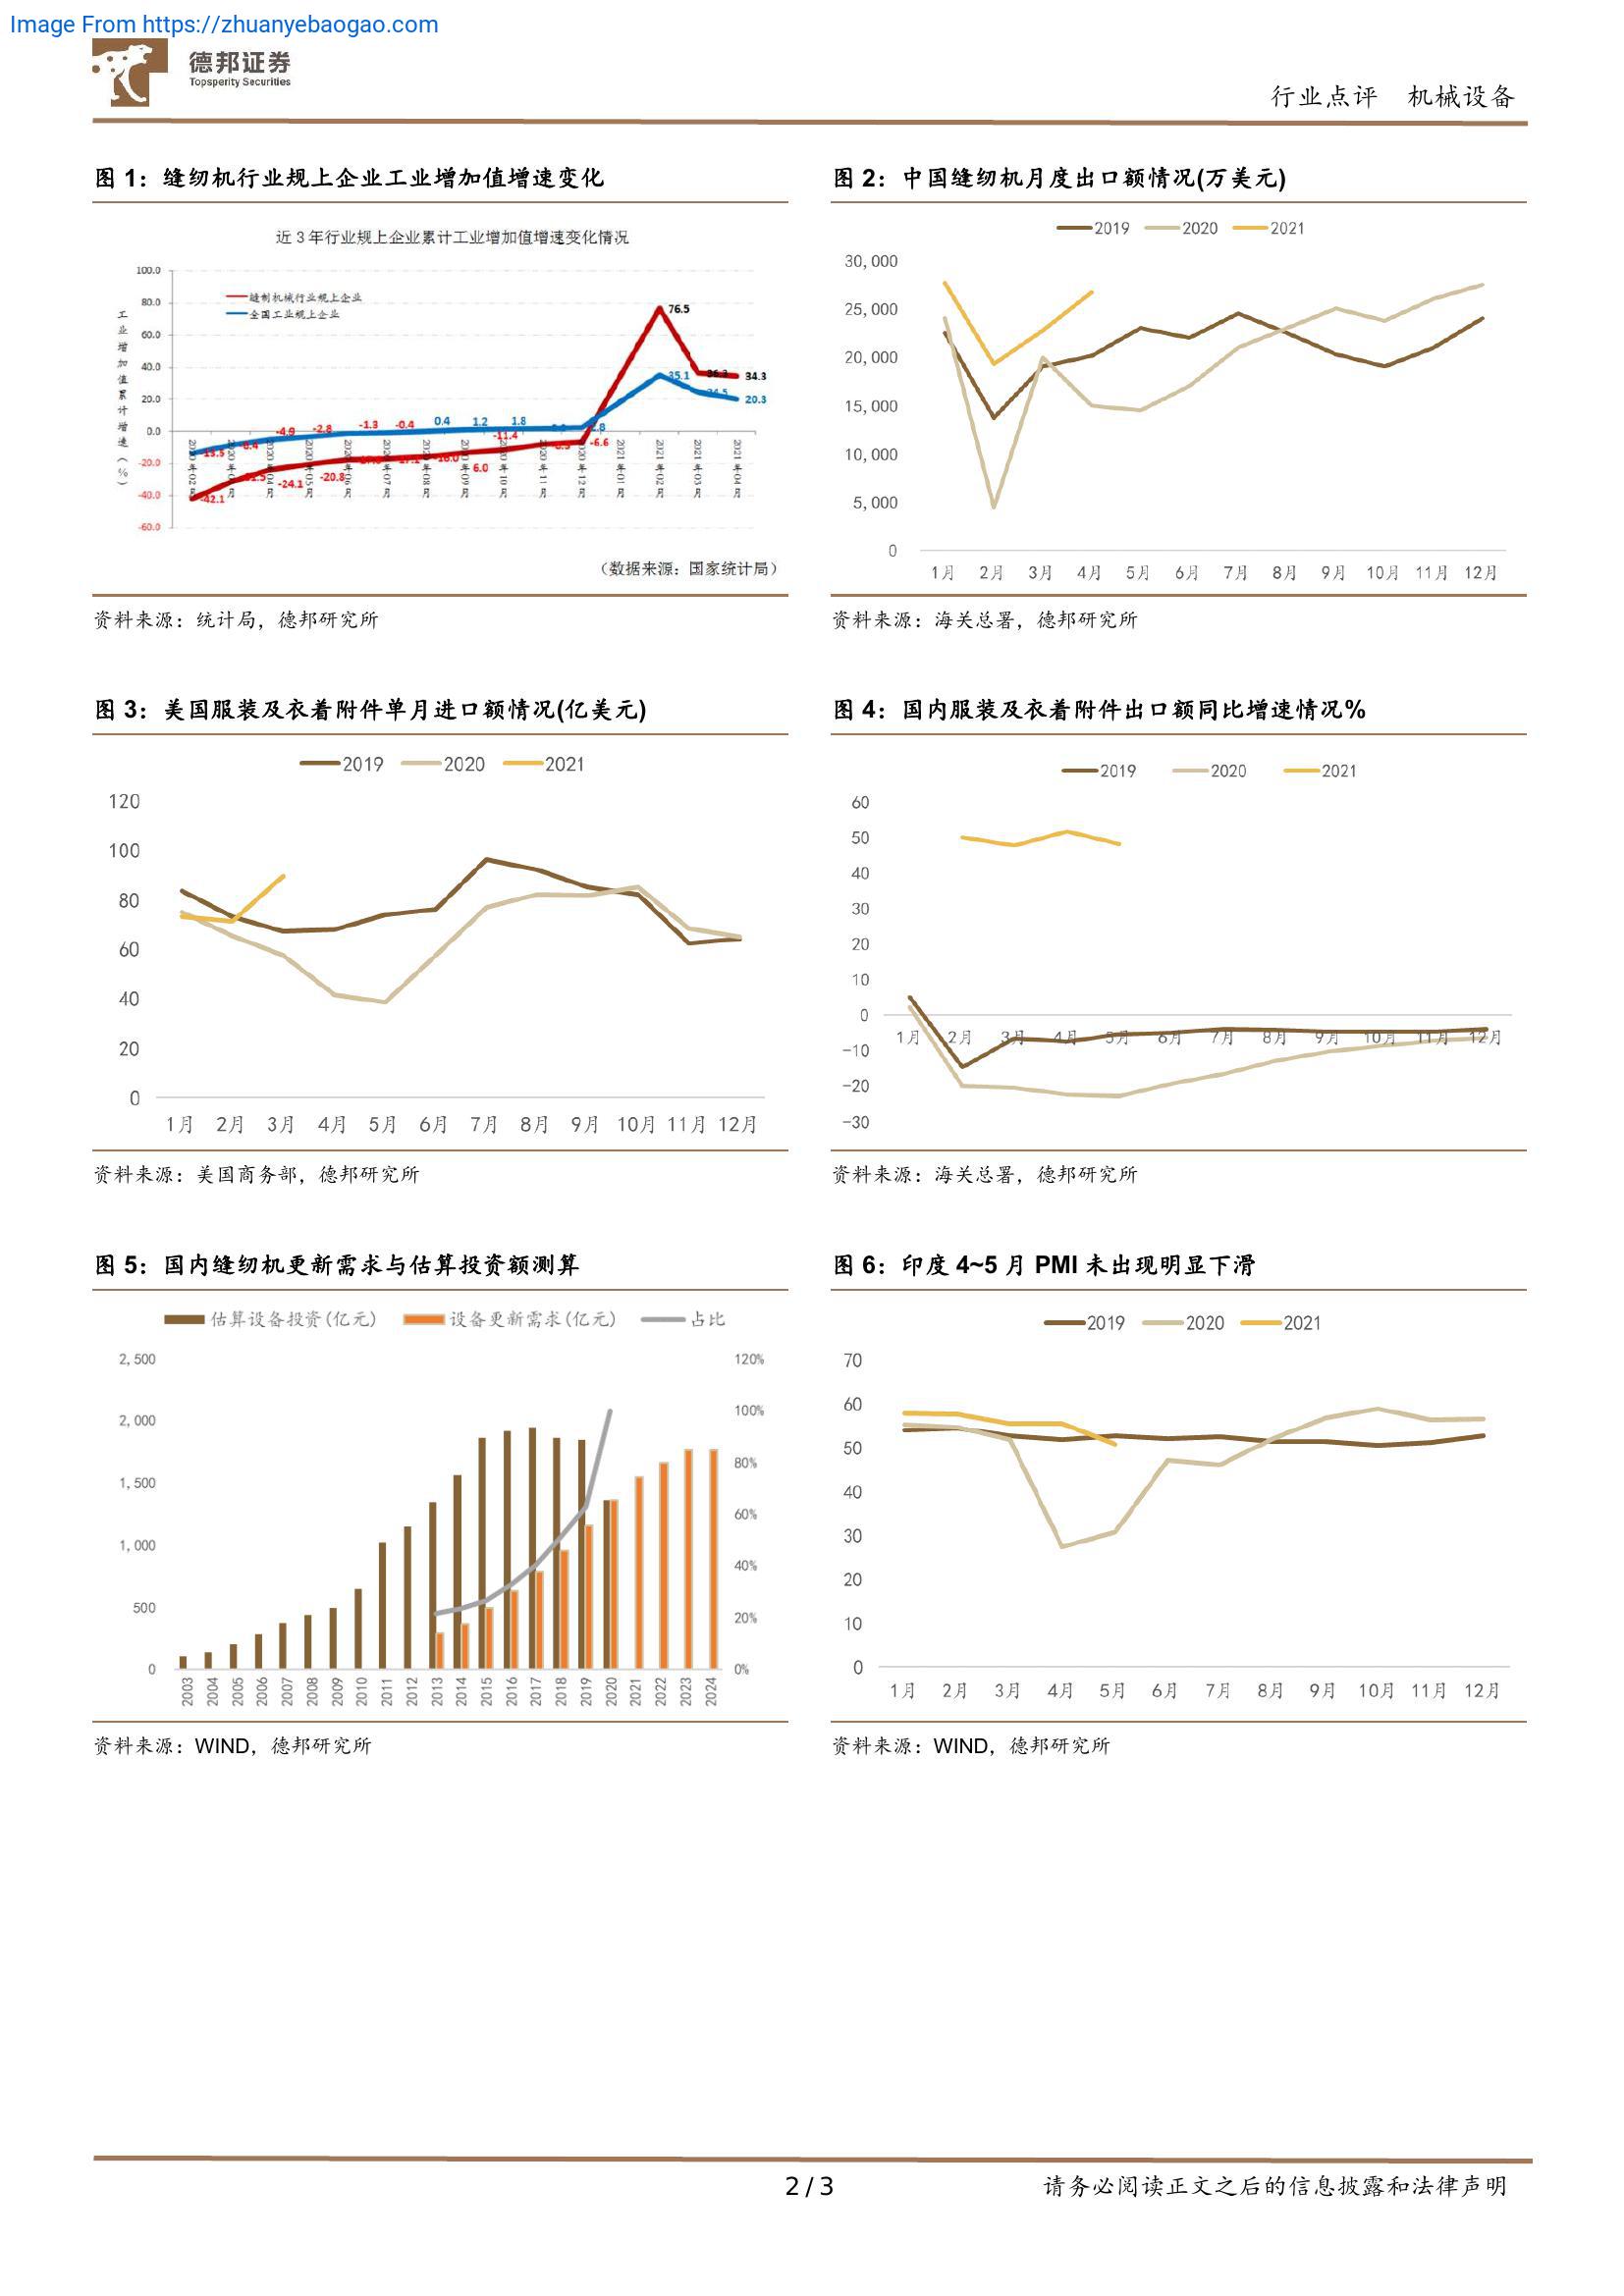 Image From https://zhuanyebaogao.com
德邦证券
Topsperity Securities
行业点评 机械设备
图 1：缝纫机行业规上企业工业增加值增速变化
近 3 年行业规上企业累计工业增加值增速变化情况
工业增加值累计增速（%）
缝制机械行业规上企业
全国工业规上企业
100.0
80.0
60.0
40.0
20.0
0.0
-20.0
-40.0
-60.0
76.5
35.1
34.3
20.3
-4.9
-2.8
-1.3
-0.4
0.4
1.2
1.8
-11.4
-6.6
-13.5
-42.1
-24.1
-20.8
6.0
（数据来源：国家统计局）
资料来源：统计局，德邦研究所
图 2：中国缝纫机月度出口额情况(万美元)
2019 2020 2021
30,000
25,000
20,000
15,000
10,000
5,000
0
1月 2月 3月 4月 5月 6月 7月 8月 9月 10月 11月 12月
资料来源：海关总署，德邦研究所
图 3：美国服装及衣着附件单月进口额情况(亿美元)
2019 2020 2021
120
100
80
60
40
20
0
1月 2月 3月 4月 5月 6月 7月 8月 9月 10月 11月 12月
资料来源：美国商务部，德邦研究所
图 4：国内服装及衣着附件出口额同比增速情况%
2019 2020 2021
60
50
40
30
20
10
0
-10
-20
-30
1月 2月 3月 4月 5月 6月 7月 8月 9月 10月 11月 12月
资料来源：海关总署，德邦研究所
图 5：国内缝纫机更新需求与估算投资额测算
估算设备投资(亿元) 设备更新需求(亿元) 占比
2,500
2,000
1,500
1,000
500
0
120%
100%
80%
60%
40%
20%
0%
2003 2004 2005 2006 2007 2008 2009 2010 2011 2012 2013 2014 2015 2016 2017 2018 2019 2020 2021 2022 2023 2024
资料来源：WIND，德邦研究所
图 6：印度 4~5 月 PMI 未出现明显下滑
2019 2020 2021
70
60
50
40
30
20
10
0
1月 2月 3月 4月 5月 6月 7月 8月 9月 10月 11月 12月
资料来源：WIND，德邦研究所
2 / 3
请务必阅读正文之后的信息披露和法律声明